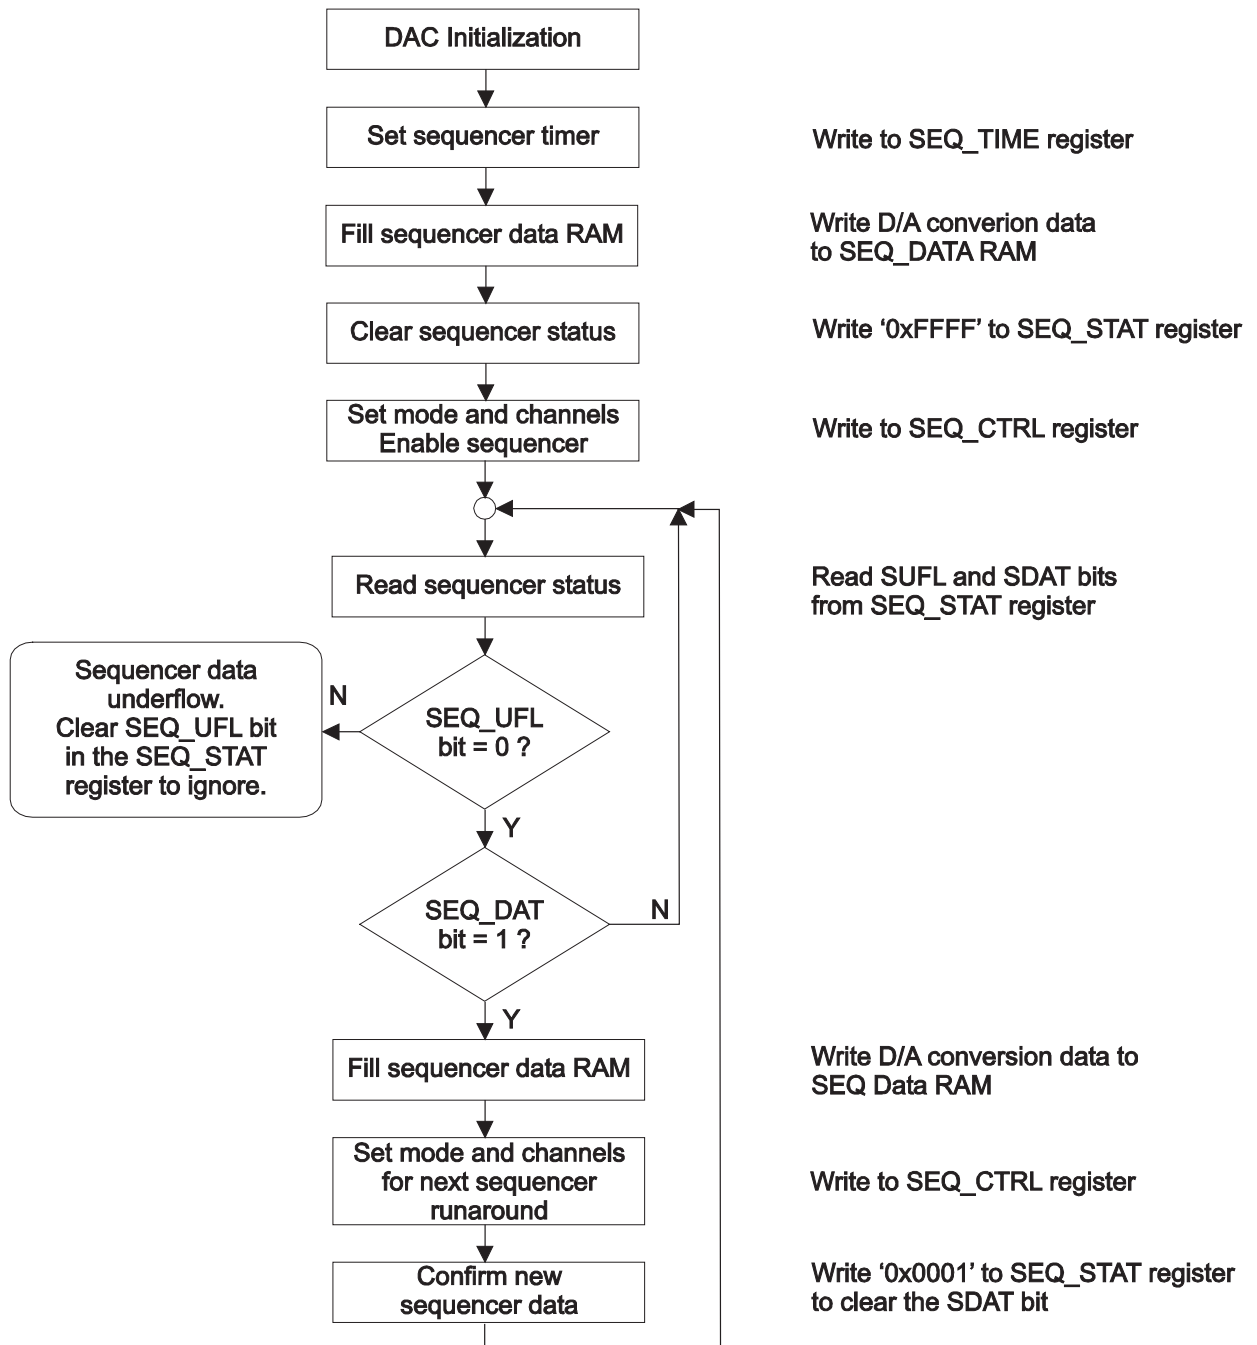 DAC Initialization
Set sequencer timer
Write to SEQ_TIME register
Fill sequencer data RAM
Write D/A converion data
to SEQ_DATA RAM
Clear sequencer status
Write ‘0xFFFF’ to SEQ_STAT register
Set mode and channels
Enable sequencer
Write to SEQ_CTRL register
Read sequencer status
Read SUFL and SDAT bits
from SEQ_STAT register
Sequencer data
underflow.
Clear SEQ_UFL bit
in the SEQ_STAT
register to ignore.
N
SEQ_UFL
bit = 0 ?
Y
SEQ_DAT
bit = 1 ?
N
Y
Fill sequencer data RAM
Write D/A conversion data to
SEQ Data RAM
Set mode and channels
for next sequencer
runaround
Write to SEQ_CTRL register
Confirm new
sequencer data
Write ‘0x0001’ to SEQ_STAT register
to clear the SDAT bit